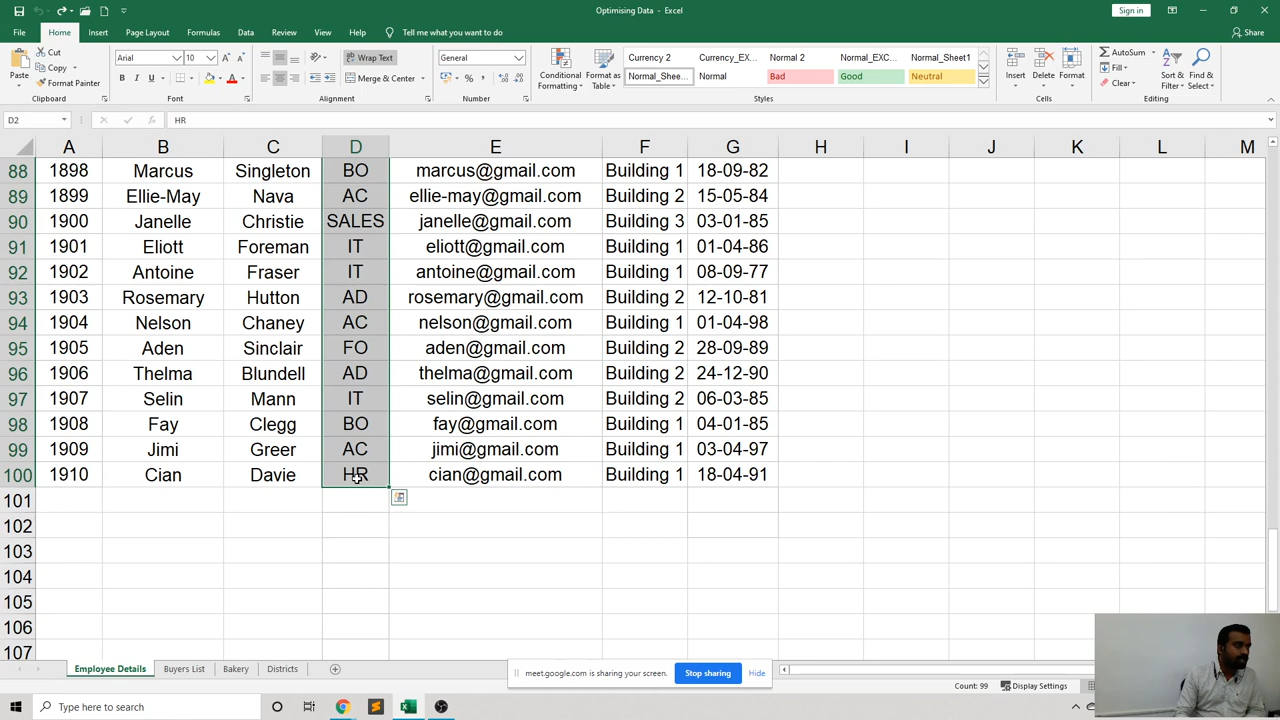 Optimising Data - Excel
Sign in
File Home Insert Page Layout Formulas Data Review View Help Tell me what you want to do Share
Paste Cut Copy Format Painter Clipboard
Arial 10 B I U Font
Wrap Text Merge & Center Alignment
General % Number
Conditional Formatting Format as Table
Currency 2 Currency_EX... Normal 2 Normal_EXC... Normal_Sheet1
Normal_Shee... Normal Bad Good Neutral
Styles
Insert Delete Format Cells
AutoSum Fill Clear Sort & Filter Find & Select Editing
D2 fx HR
A B C D E F G H I J K L M
88 1898 Marcus Singleton BO marcus@gmail.com Building 1 18-09-82
89 1899 Ellie-May Nava AC ellie-may@gmail.com Building 2 15-05-84
90 1900 Janelle Christie SALES janelle@gmail.com Building 3 03-01-85
91 1901 Eliott Foreman IT eliott@gmail.com Building 1 01-04-86
92 1902 Antoine Fraser IT antoine@gmail.com Building 1 08-09-77
93 1903 Rosemary Hutton AD rosemary@gmail.com Building 2 12-10-81
94 1904 Nelson Chaney AC nelson@gmail.com Building 1 01-04-98
95 1905 Aden Sinclair FO aden@gmail.com Building 2 28-09-89
96 1906 Thelma Blundell AD thelma@gmail.com Building 2 24-12-90
97 1907 Selin Mann IT selin@gmail.com Building 2 06-03-85
98 1908 Fay Clegg BO fay@gmail.com Building 1 04-01-85
99 1909 Jimi Greer AC jimi@gmail.com Building 1 03-04-97
100 1910 Cian Davie HR cian@gmail.com Building 1 18-04-91
101
102
103
104
105
106
107
Employee Details Buyers List Bakery Districts
meet.google.com is sharing your screen. Stop sharing Hide
Count: 99 Display Settings
Type here to search